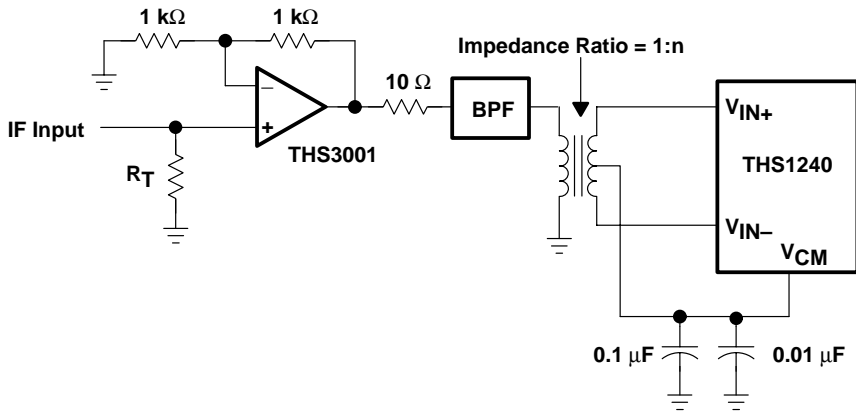 1 kΩ
1 kΩ
Impedance Ratio = 1:n
10 Ω
−
BPF
VIN+
IF Input
+
THS3001
THS1240
RT
VIN−
VCM
0.1 μF
0.01 μF